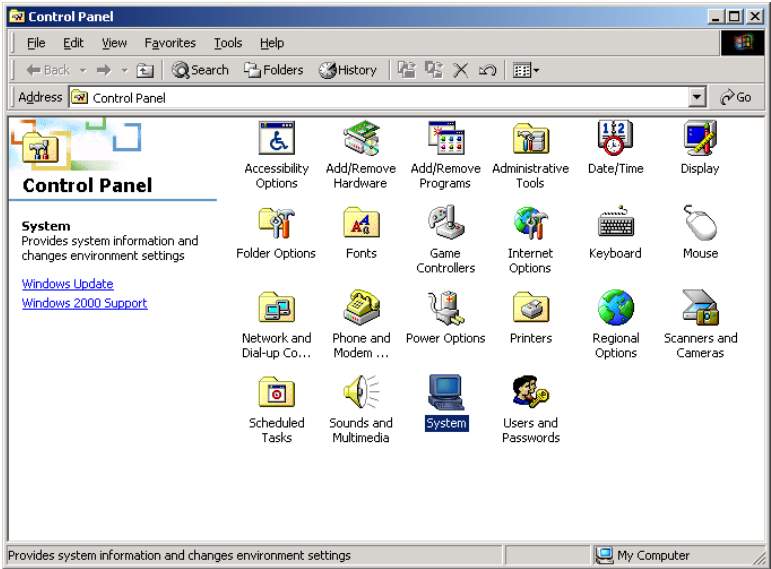 Control Panel
File Edit View Favorites Tools Help
Back Search Folders History
Address Control Panel Go
Control Panel
System
Provides system information and
changes environment settings
Windows Update
Windows 2000 Support
Accessibility
Options
Add/Remove
Hardware
Add/Remove
Programs
Administrative
Tools
Date/Time
Display
Folder Options
Fonts
Game
Controllers
Internet
Options
Keyboard
Mouse
Network and
Dial-up Co...
Phone and
Modem ...
Power Options
Printers
Regional
Options
Scanners and
Cameras
Scheduled
Tasks
Sounds and
Multimedia
System
Users and
Passwords
Provides system information and changes environment settings My Computer